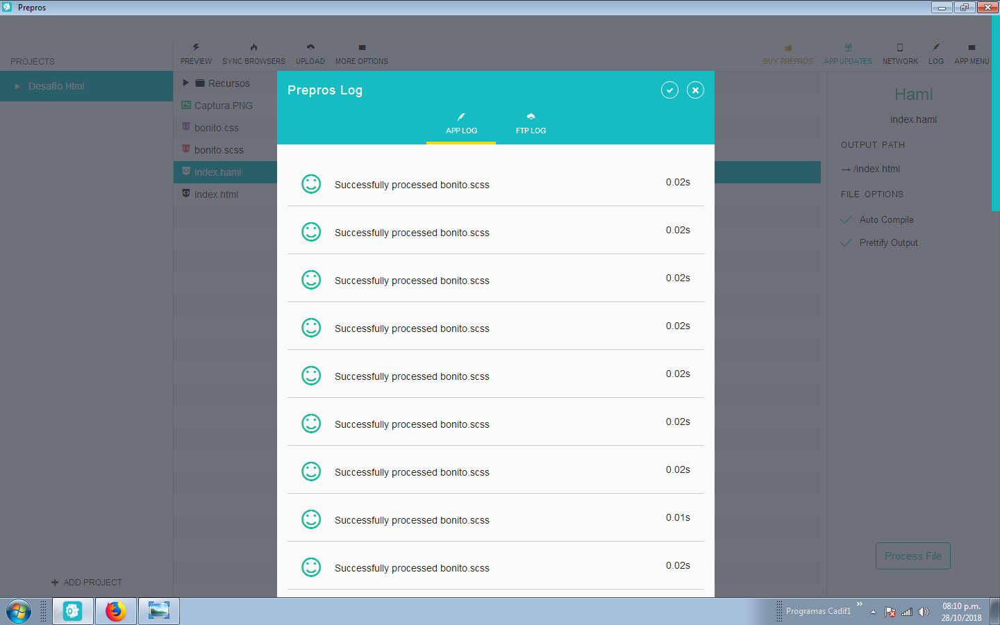 Prepros
PROJECTS
Desafío Html
ADD PROJECT
PREVIEW
SYNC BROWSERS
UPLOAD
MORE OPTIONS
BUY PREPROS
APP UPDATES
NETWORK
LOG
APP MENU
Recursos
Captura.PNG
bonito.css
bonito.scss
index.haml
index.html
Prepros Log
APP LOG
FTP LOG
Successfully processed bonito.scss 0.02s
Successfully processed bonito.scss 0.02s
Successfully processed bonito.scss 0.02s
Successfully processed bonito.scss 0.02s
Successfully processed bonito.scss 0.02s
Successfully processed bonito.scss 0.02s
Successfully processed bonito.scss 0.02s
Successfully processed bonito.scss 0.01s
Successfully processed bonito.scss 0.02s
Haml
index.haml
OUTPUT PATH
→ /index.html
FILE OPTIONS
Auto Compile
Prettify Output
Process File
Programas Cadif1
08:10 p.m.
28/10/2018